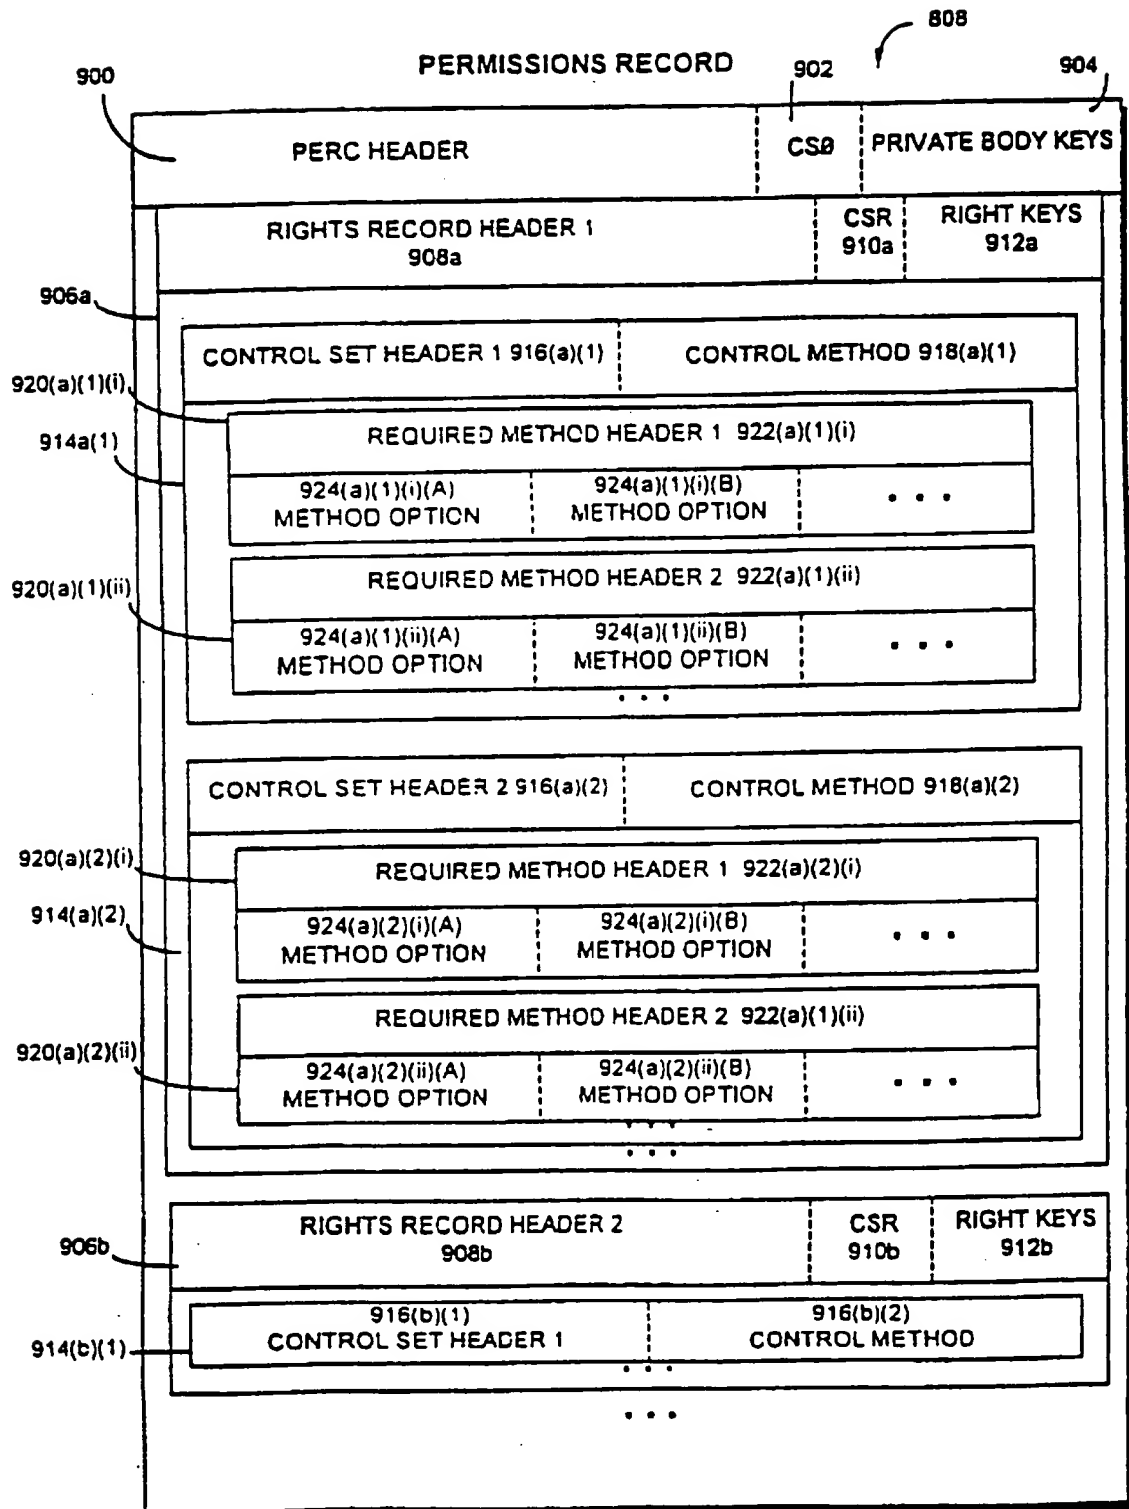 808
PERMISSIONS RECORD
900
902
904
PERC HEADER
CS0
PRIVATE BODY KEYS
RIGHTS RECORD HEADER 1
908a
CSR
910a
RIGHT KEYS
912a
906a
CONTROL SET HEADER 1 916(a)(1)
CONTROL METHOD 918(a)(1)
920(a)(1)(i)
914a(1)
REQUIRED METHOD HEADER 1 922(a)(1)(i)
924(a)(1)(i)(A)
METHOD OPTION
924(a)(1)(i)(B)
METHOD OPTION
• • •
920(a)(1)(ii)
REQUIRED METHOD HEADER 2 922(a)(1)(ii)
924(a)(1)(ii)(A)
METHOD OPTION
924(a)(1)(ii)(B)
METHOD OPTION
• • •
• • •
CONTROL SET HEADER 2 916(a)(2)
CONTROL METHOD 918(a)(2)
920(a)(2)(i)
914(a)(2)
REQUIRED METHOD HEADER 1 922(a)(2)(i)
924(a)(2)(i)(A)
METHOD OPTION
924(a)(2)(i)(B)
METHOD OPTION
• • •
920(a)(2)(ii)
REQUIRED METHOD HEADER 2 922(a)(1)(ii)
924(a)(2)(ii)(A)
METHOD OPTION
924(a)(2)(ii)(B)
METHOD OPTION
• • •
• • •
• • •
906b
RIGHTS RECORD HEADER 2
908b
CSR
910b
RIGHT KEYS
912b
914(b)(1)
916(b)(1)
CONTROL SET HEADER 1
916(b)(2)
CONTROL METHOD
• • •
• • •